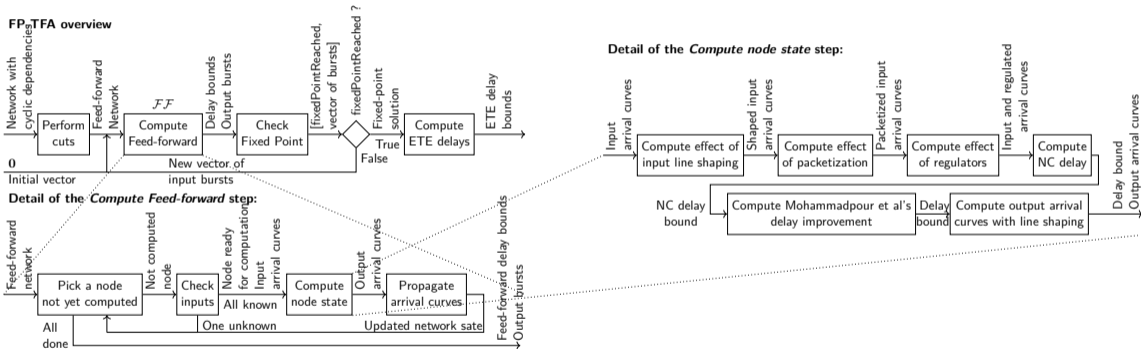 FP-TFA overview
Network with
cyclic dependencies
Perform
cuts
Feed-forward
Network
ℱℱ
Compute
Feed-forward
Delay bounds
Output bursts
Check
Fixed Point
[fixedPointReached,
vector of bursts]
fixedPointReached ?
Fixed-point
solution
True
False
Compute
ETE delays
ETE delay
bounds
0
Initial vector
New vector of
input bursts
Detail of the Compute Feed-forward step:
Feed-forward
network
Pick a node
not yet computed
Not computed
node
Check
inputs
Node ready
for computation
Input
arrival curves
All known
One unknown
Compute
node state
Output
arrival curves
Propagate
arrival curves
Updated network sate
All
done
Feed-forward delay bounds
Output bursts
Detail of the Compute node state step:
Input
arrival curves
Compute effect of
input line shaping
Shaped input
arrival curves
Compute effect
of packetization
Packetized input
arrival curves
Compute effect
of regulators
Input and regulated
arrival curves
Compute
NC delay
NC delay
bound
Compute Mohammadpour et al's
delay improvement
Delay
bound
Compute output arrival
curves with line shaping
Delay bound
Output arrival curves